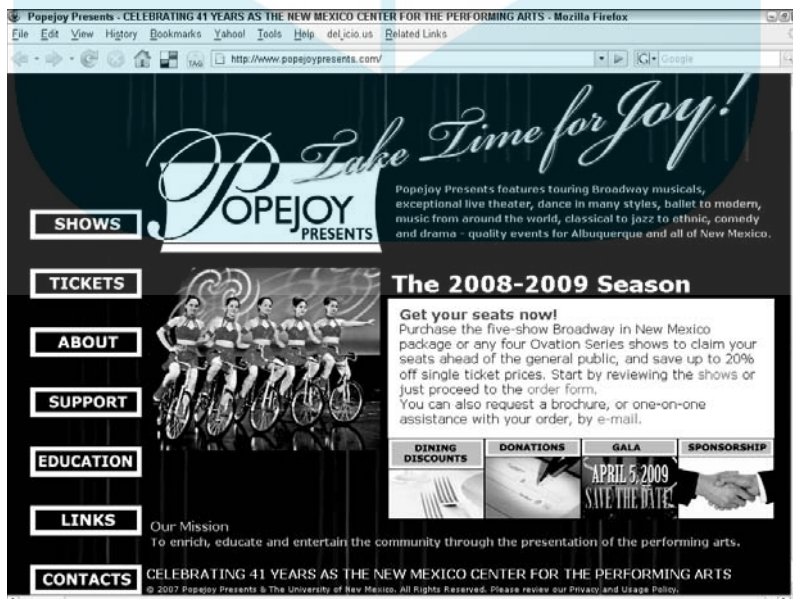 Popejoy Presents - CELEBRATING 41 YEARS AS THE NEW MEXICO CENTER FOR THE PERFORMING ARTS - Mozilla Firefox
File Edit View History Bookmarks Yahoo! Tools Help del.icio.us Related Links
TAG http://www.popejoypresents.com/ G Google
Take Time for Joy!
POPEJOY
PRESENTS
Popejoy Presents features touring Broadway musicals,
exceptional live theater, dance in many styles, ballet to modern,
music from around the world, classical to jazz to ethnic, comedy
and drama - quality events for Albuquerque and all of New Mexico.
SHOWS
TICKETS
ABOUT
SUPPORT
EDUCATION
LINKS
CONTACTS
The 2008-2009 Season
Get your seats now!
Purchase the five-show Broadway in New Mexico
package or any four Ovation Series shows to claim your
seats ahead of the general public, and save up to 20%
off single ticket prices. Start by reviewing the shows or
just proceed to the order form.
You can also request a brochure, or one-on-one
assistance with your order, by e-mail.
DINING
DISCOUNTS
DONATIONS
GALA
APRIL 5, 2009
SAVE THE DATE!
SPONSORSHIP
Our Mission
To enrich, educate and entertain the community through the presentation of the performing arts.
CELEBRATING 41 YEARS AS THE NEW MEXICO CENTER FOR THE PERFORMING ARTS
© 2007 Popejoy Presents & The University of New Mexico. All Rights Reserved. Please review our Privacy and Usage Policy.